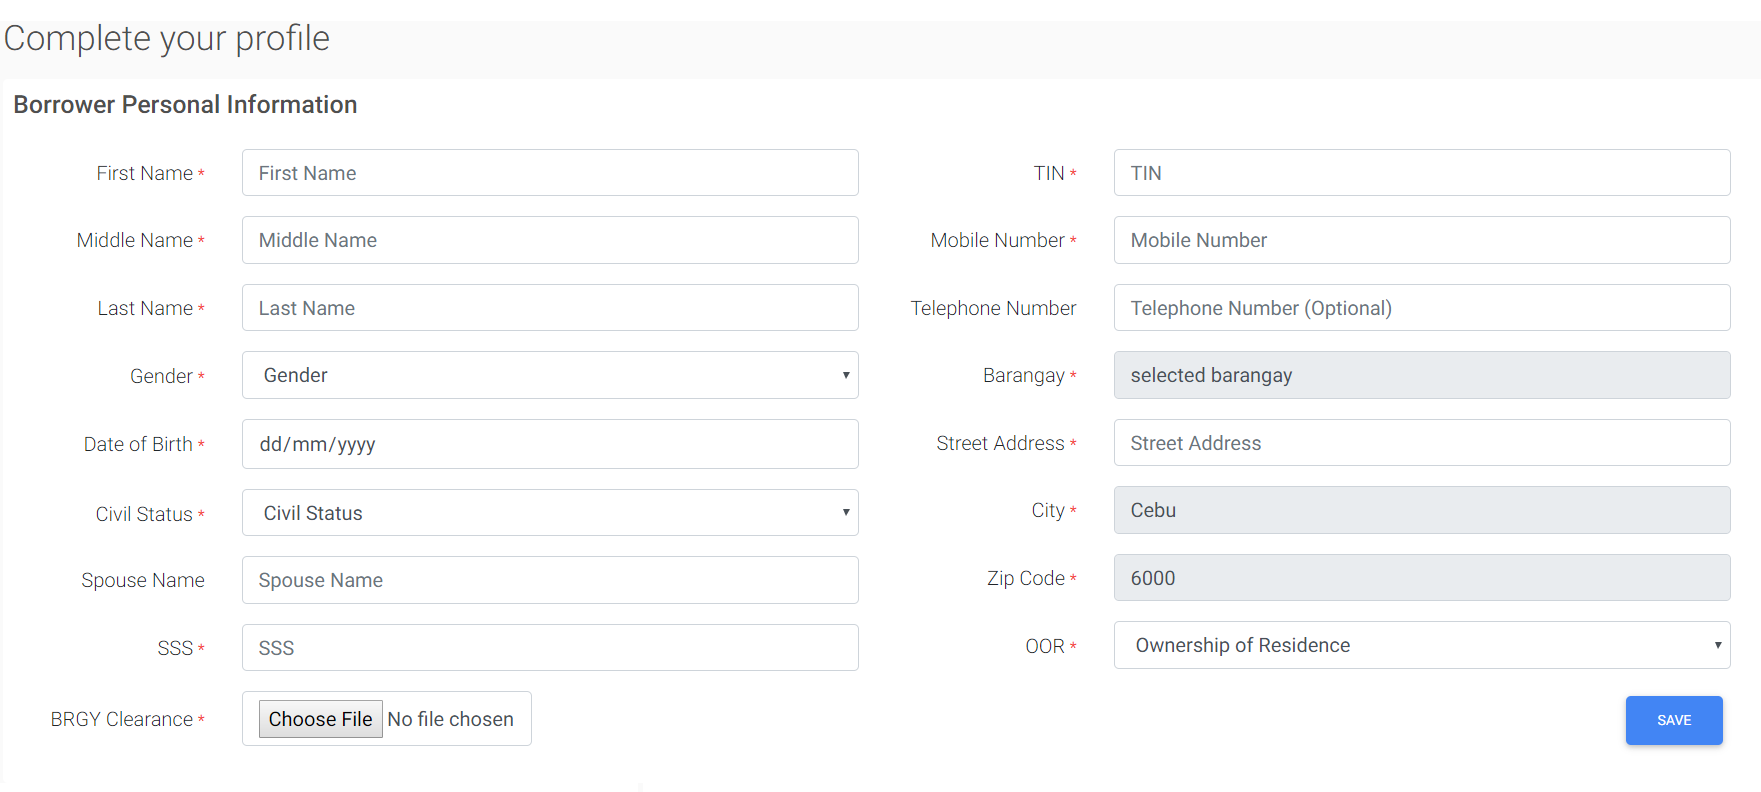 Complete your profile
Borrower Personal Information
First Name * First Name
Middle Name * Middle Name
Last Name * Last Name
Gender * Gender
Date of Birth * dd/mm/yyyy
Civil Status * Civil Status
Spouse Name Spouse Name
SSS * SSS
BRGY Clearance * Choose File No file chosen
TIN * TIN
Mobile Number * Mobile Number
Telephone Number Telephone Number (Optional)
Barangay * selected barangay
Street Address * Street Address
City * Cebu
Zip Code * 6000
OOR * Ownership of Residence
SAVE